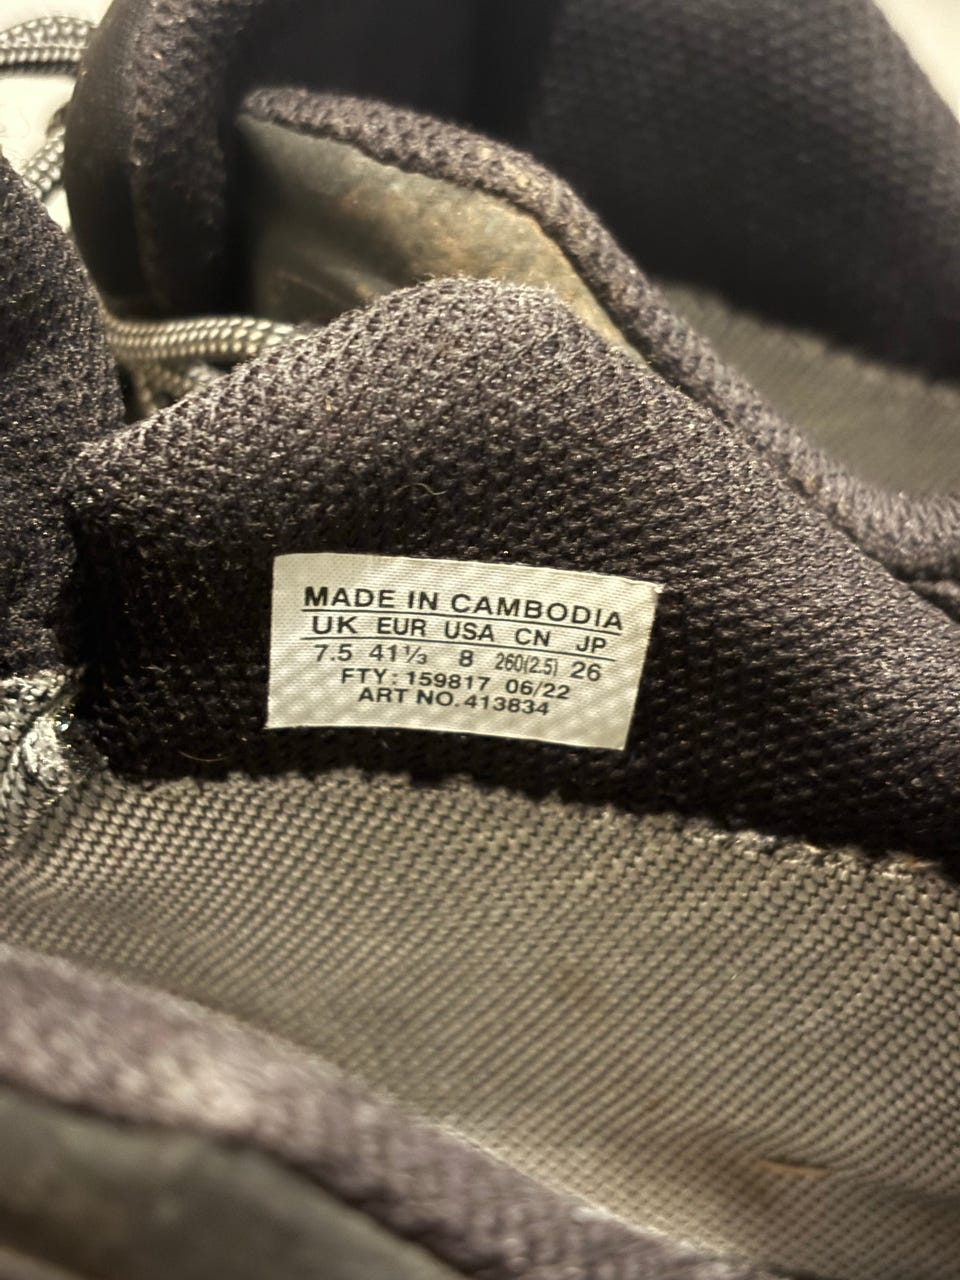 MADE IN CAMBODIA
UK EUR USA CN JP
7.5 41⅓ 8 260(2.5) 26
FTY: 159817 06/22
ART NO. 413834